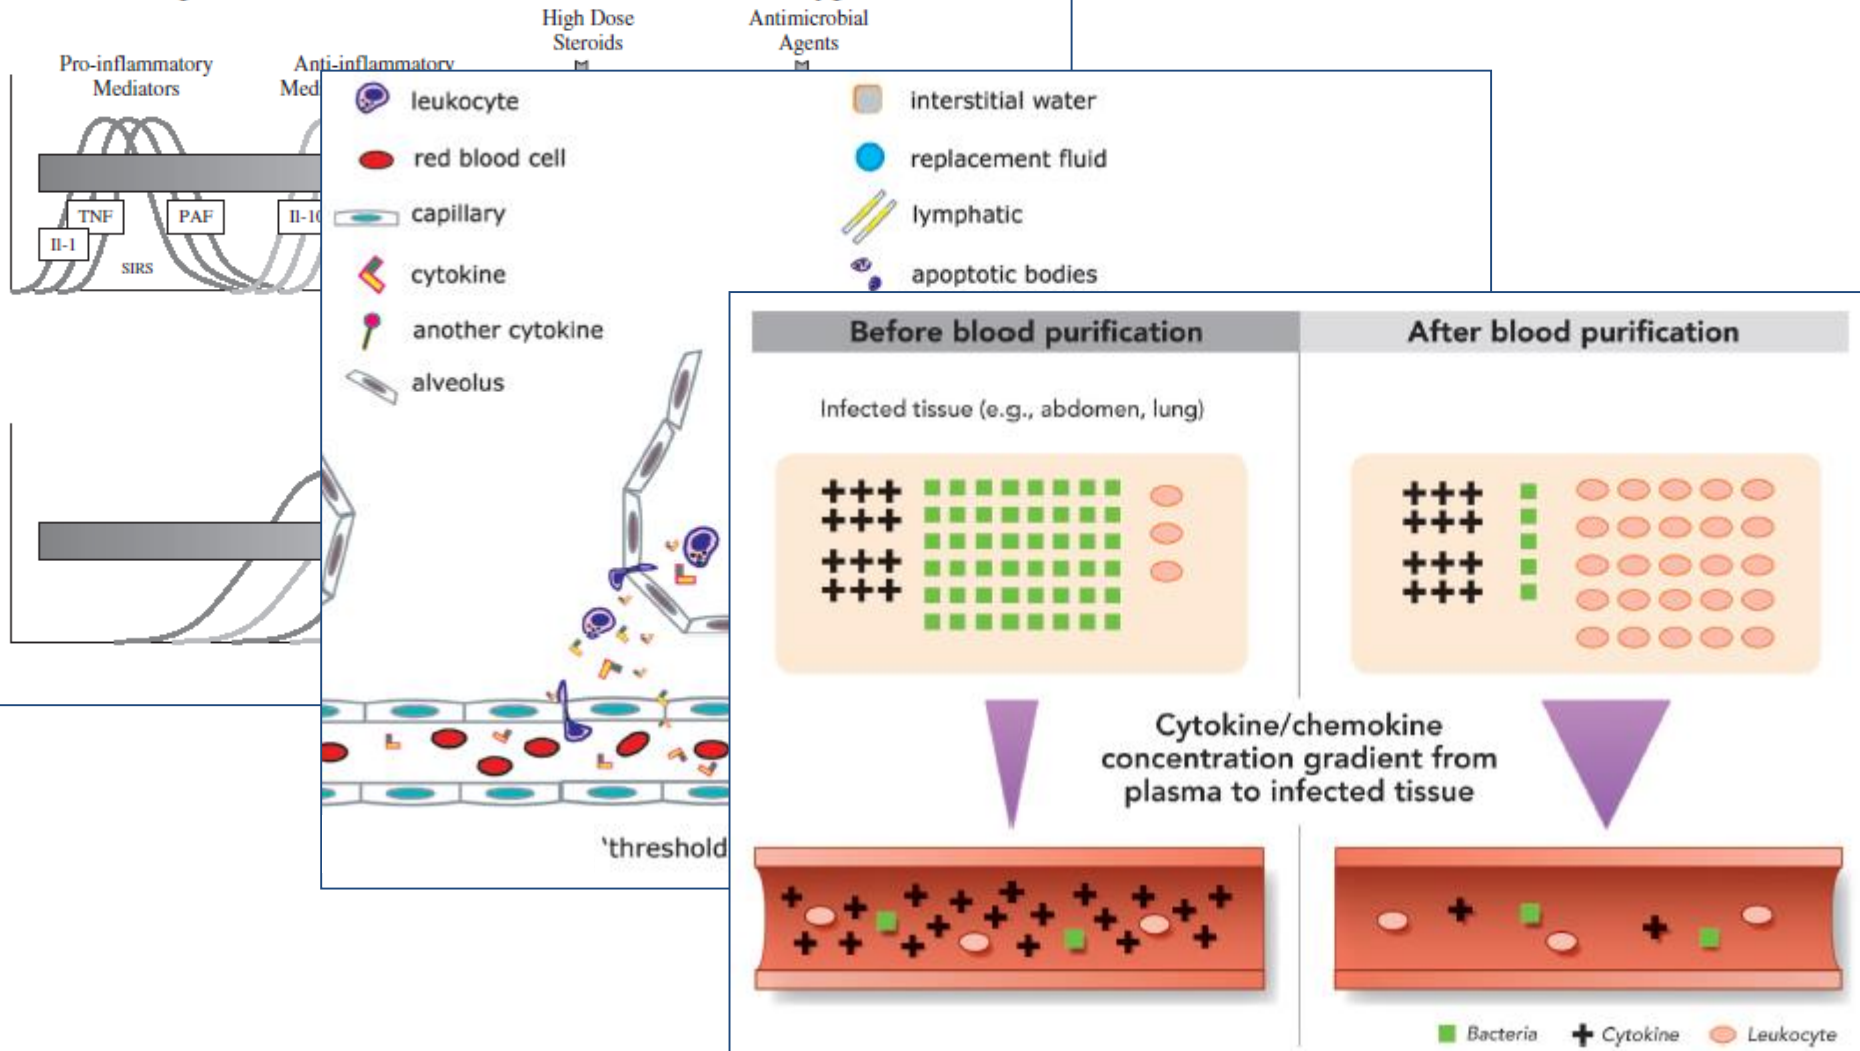 High Dose
Steroids
Antimicrobial
Agents
Pro-inflammatory
Mediators
Anti-inflammatory
TNF
PAF
Il-10
Il-1
SIRS
leukocyte
red blood cell
capillary
cytokine
another cytokine
alveolus
interstitial water
replacement fluid
lymphatic
apoptotic bodies
'threshold
Before blood purification
After blood purification
Infected tissue (e.g., abdomen, lung)
Cytokine/chemokine
concentration gradient from
plasma to infected tissue
Bacteria
Cytokine
Leukocyte